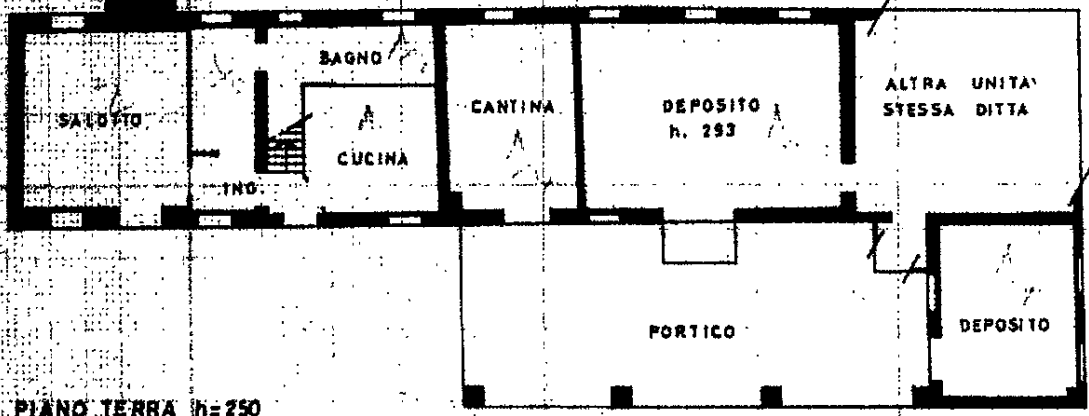 BAGNO
ALTRA UNITA'
STESSA DITTA
CANTINA
DEPOSITO
h. 293
SALOTTO
CUCINA
ING.
PORTICO
DEPOSITO
PIANO TERRA h=250